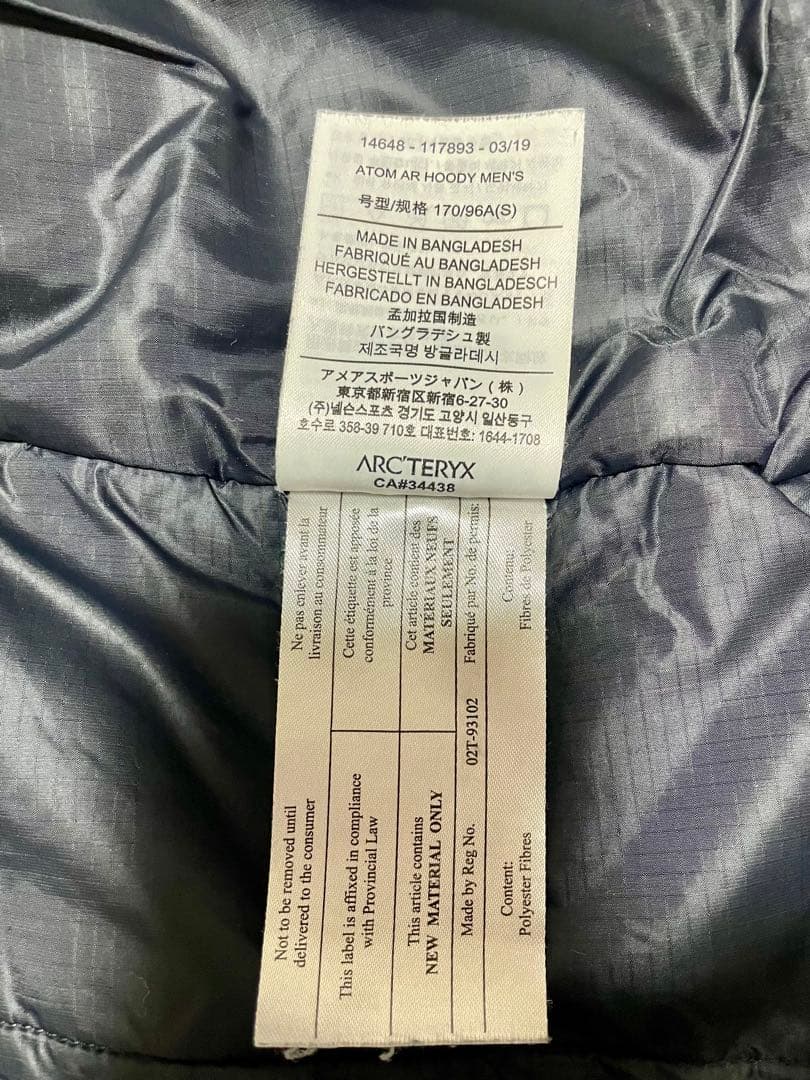 14648 - 117893 - 03/19
ATOM AR HOODY MEN'S
号型/规格 170/96A(S)
MADE IN BANGLADESH
FABRIQUÉ AU BANGLADESH
HERGESTELLT IN BANGLADESCH
FABRICADO EN BANGLADESH
孟加拉国制造
バングラデシュ製
제조국명 방글라데시
アメアスポーツジャパン(株)
東京都新宿区新宿6-27-30
(주)넬슨스포츠 경기도 고양시 일산동구
호수로 358-39 710호 대표번호: 1644-1708
ARC'TERYX
CA#34438
Ne pas enlever avant la
livraison au consommateur
Cette étiquette est apposée
conformément à la loi de la
province
Cet article contient des
MATÉRIAUX NEUFS
SEULEMENT
Fabriqué par No. de permis:
Contenu:
Fibres de Polyester
Not to be removed until
delivered to the consumer
This label is affixed in compliance
with Provincial Law
This article contains
NEW MATERIAL ONLY
Made by Reg No.
02T-93102
Content:
Polyester Fibres